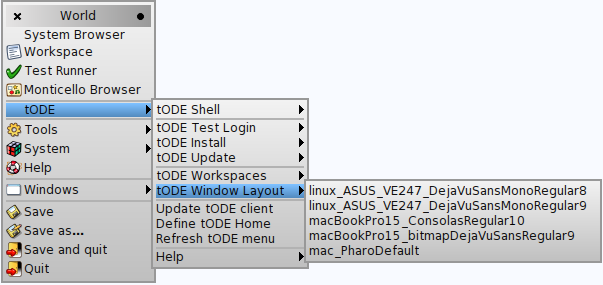 World
System Browser
Workspace
Test Runner
Monticello Browser
tODE
Tools
System
Help
Windows
Save
Save as...
Save and quit
Quit
tODE Shell
tODE Test Login
tODE Install
tODE Update
tODE Workspaces
tODE Window Layout
Update tODE client
Define tODE Home
Refresh tODE menu
Help
linux_ASUS_VE247_DejaVuSansMonoRegular8
linux_ASUS_VE247_DejaVuSansMonoRegular9
macBookPro15_ConsolasRegular10
macBookPro15_bitmapDejaVuSansRegular9
mac_PharoDefault